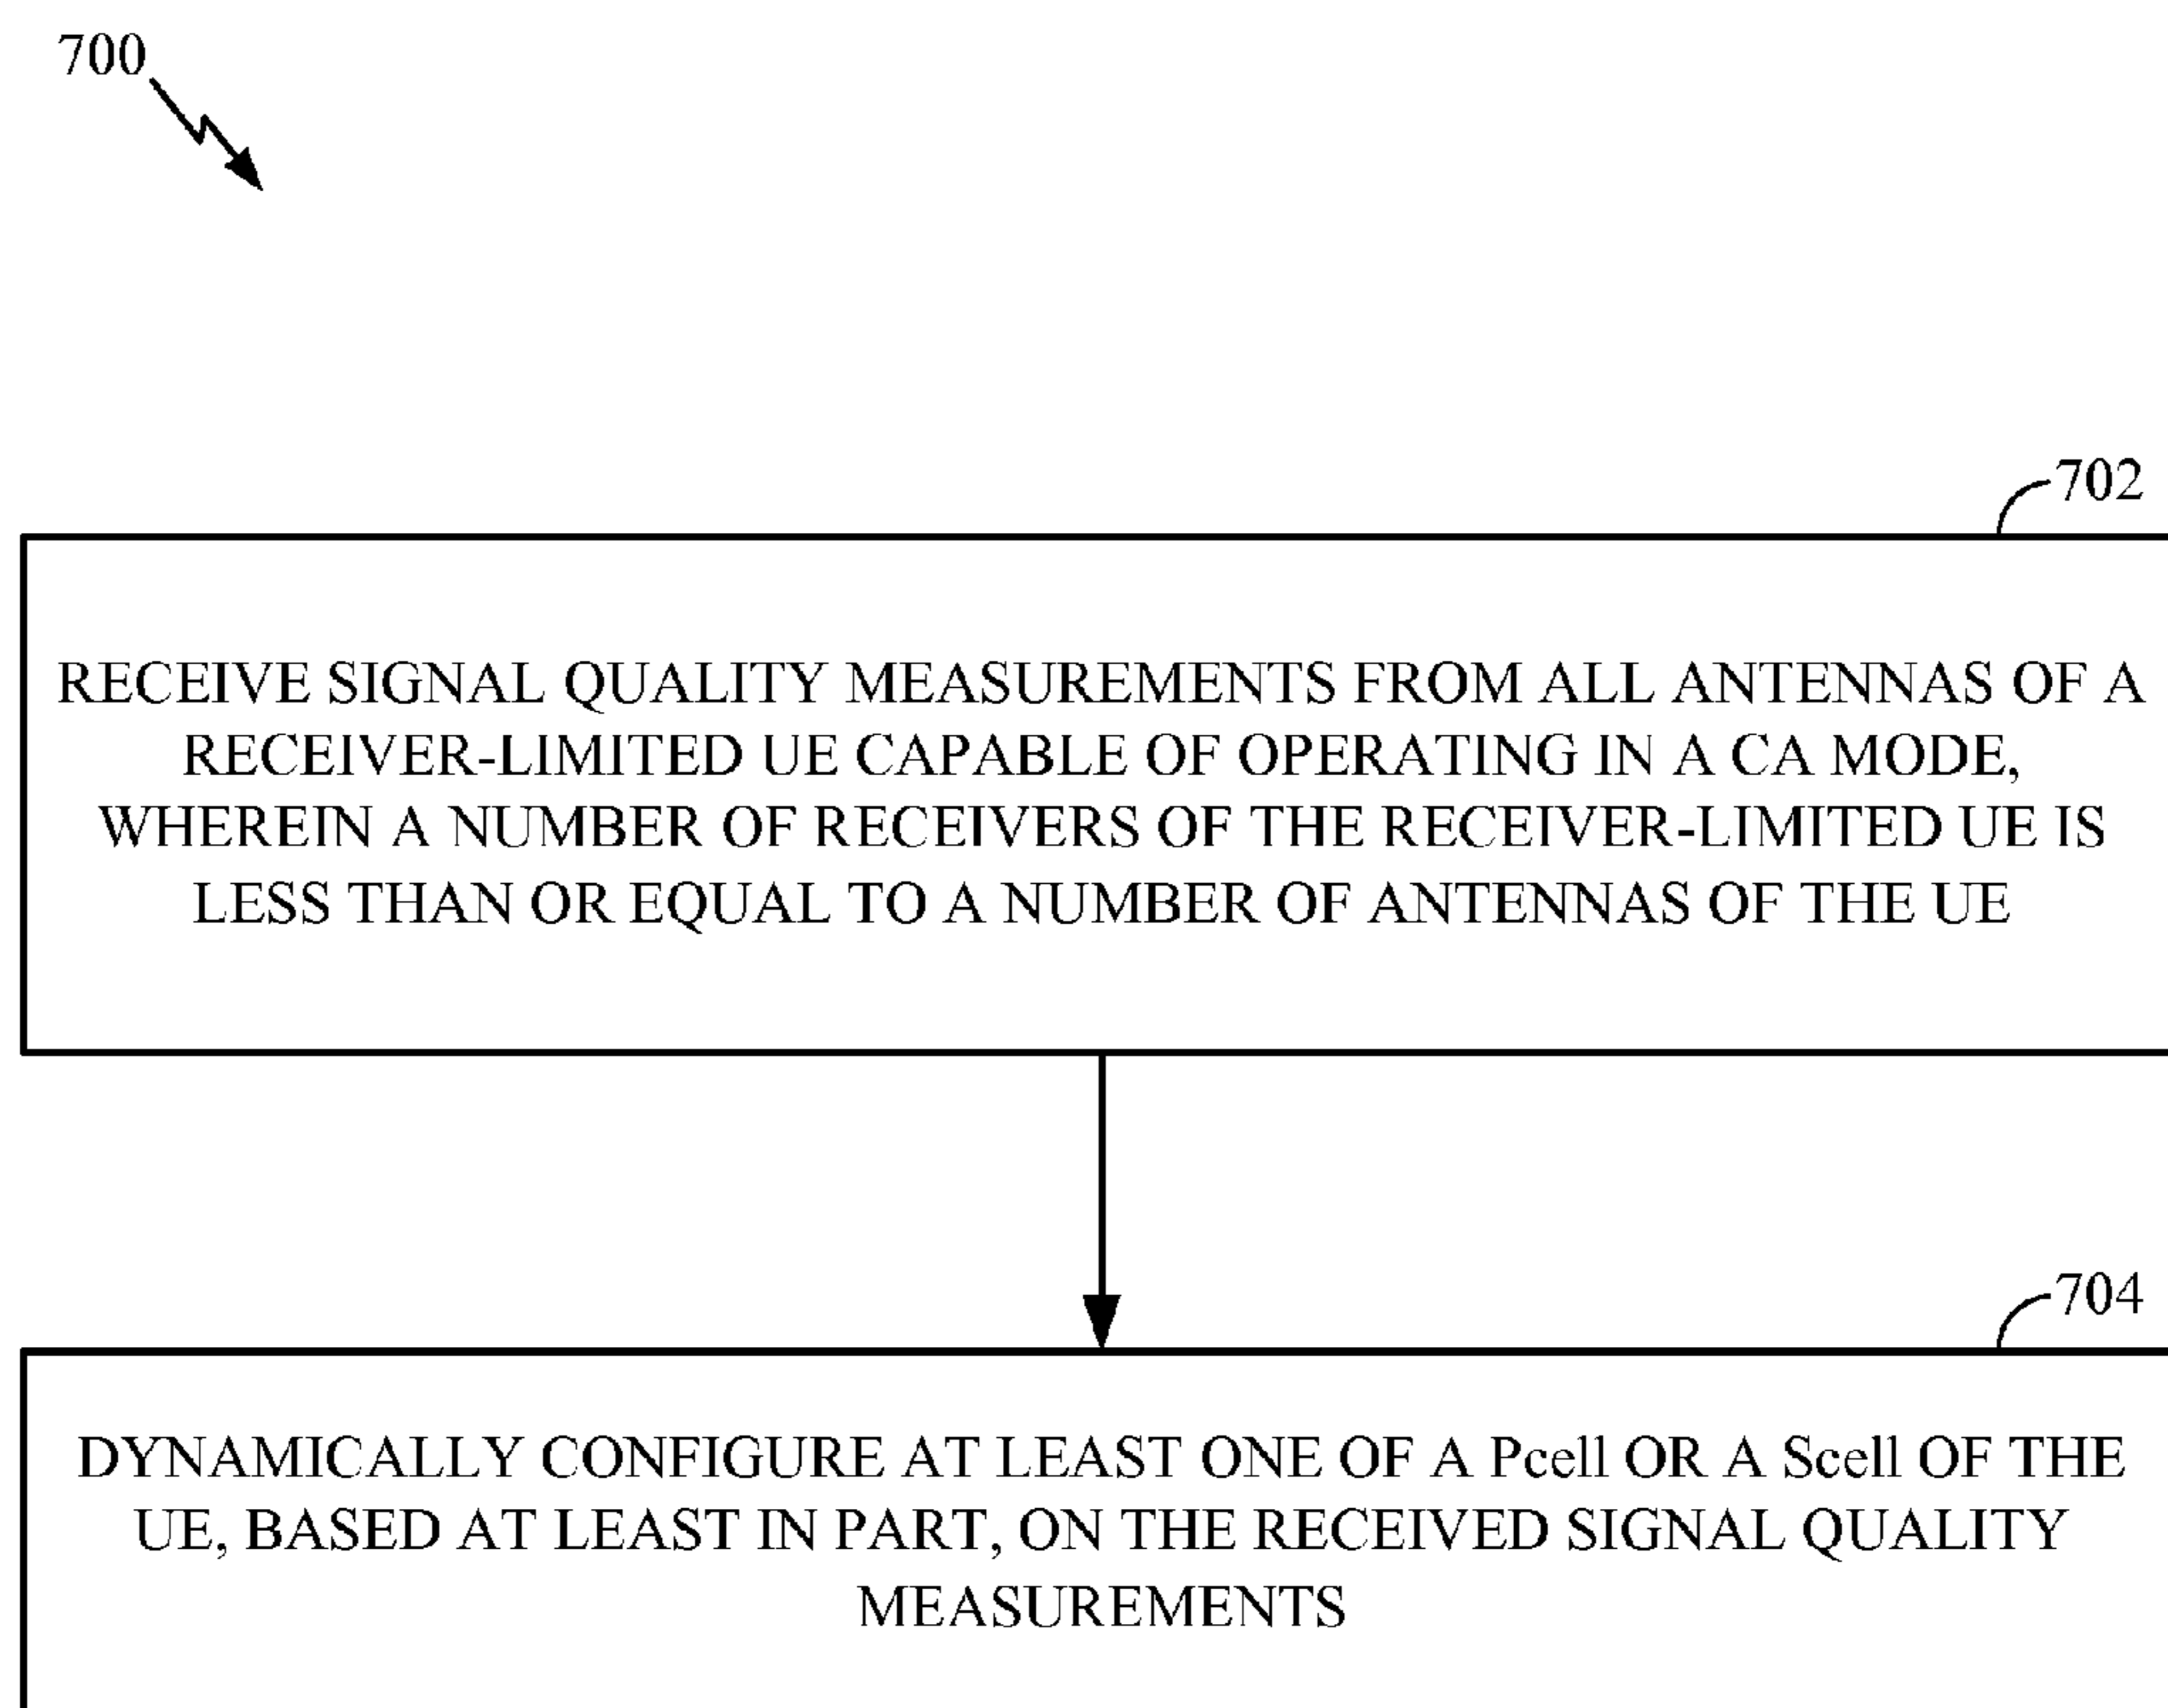 700
702
RECEIVE SIGNAL QUALITY MEASUREMENTS FROM ALL ANTENNAS OF A
RECEIVER-LIMITED UE CAPABLE OF OPERATING IN A CA MODE,
WHEREIN A NUMBER OF RECEIVERS OF THE RECEIVER-LIMITED UE IS
LESS THAN OR EQUAL TO A NUMBER OF ANTENNAS OF THE UE
704
DYNAMICALLY CONFIGURE AT LEAST ONE OF A Pcell OR A Scell OF THE
UE, BASED AT LEAST IN PART, ON THE RECEIVED SIGNAL QUALITY
MEASUREMENTS